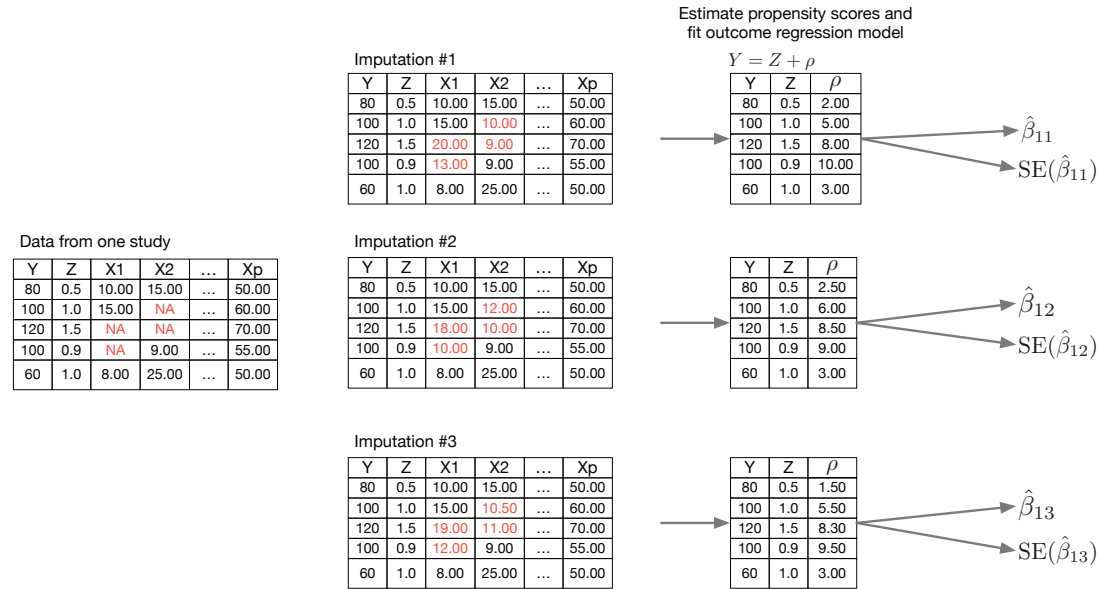 Estimate propensity scores and
fit outcome regression model
Imputation #1
Y = Z + ρ
Y Z X1 X2 ... Xp
80 0.5 10.00 15.00 ... 50.00
100 1.0 15.00 10.00 ... 60.00
120 1.5 20.00 9.00 ... 70.00
100 0.9 13.00 9.00 ... 55.00
60 1.0 8.00 25.00 ... 50.00
Y Z ρ
80 0.5 2.00
100 1.0 5.00
120 1.5 8.00
100 0.9 10.00
60 1.0 3.00
β̂₁₁
SE(β̂₁₁)
Data from one study
Y Z X1 X2 ... Xp
80 0.5 10.00 15.00 ... 50.00
100 1.0 15.00 NA ... 60.00
120 1.5 NA NA ... 70.00
100 0.9 NA 9.00 ... 55.00
60 1.0 8.00 25.00 ... 50.00
Imputation #2
Y Z X1 X2 ... Xp
80 0.5 10.00 15.00 ... 50.00
100 1.0 15.00 12.00 ... 60.00
120 1.5 18.00 10.00 ... 70.00
100 0.9 10.00 9.00 ... 55.00
60 1.0 8.00 25.00 ... 50.00
Y Z ρ
80 0.5 2.50
100 1.0 6.00
120 1.5 8.50
100 0.9 9.00
60 1.0 3.00
β̂₁₂
SE(β̂₁₂)
Imputation #3
Y Z X1 X2 ... Xp
80 0.5 10.00 15.00 ... 50.00
100 1.0 15.00 10.50 ... 60.00
120 1.5 19.00 11.00 ... 70.00
100 0.9 12.00 9.00 ... 55.00
60 1.0 8.00 25.00 ... 50.00
Y Z ρ
80 0.5 1.50
100 1.0 5.50
120 1.5 8.30
100 0.9 9.50
60 1.0 3.00
β̂₁₃
SE(β̂₁₃)